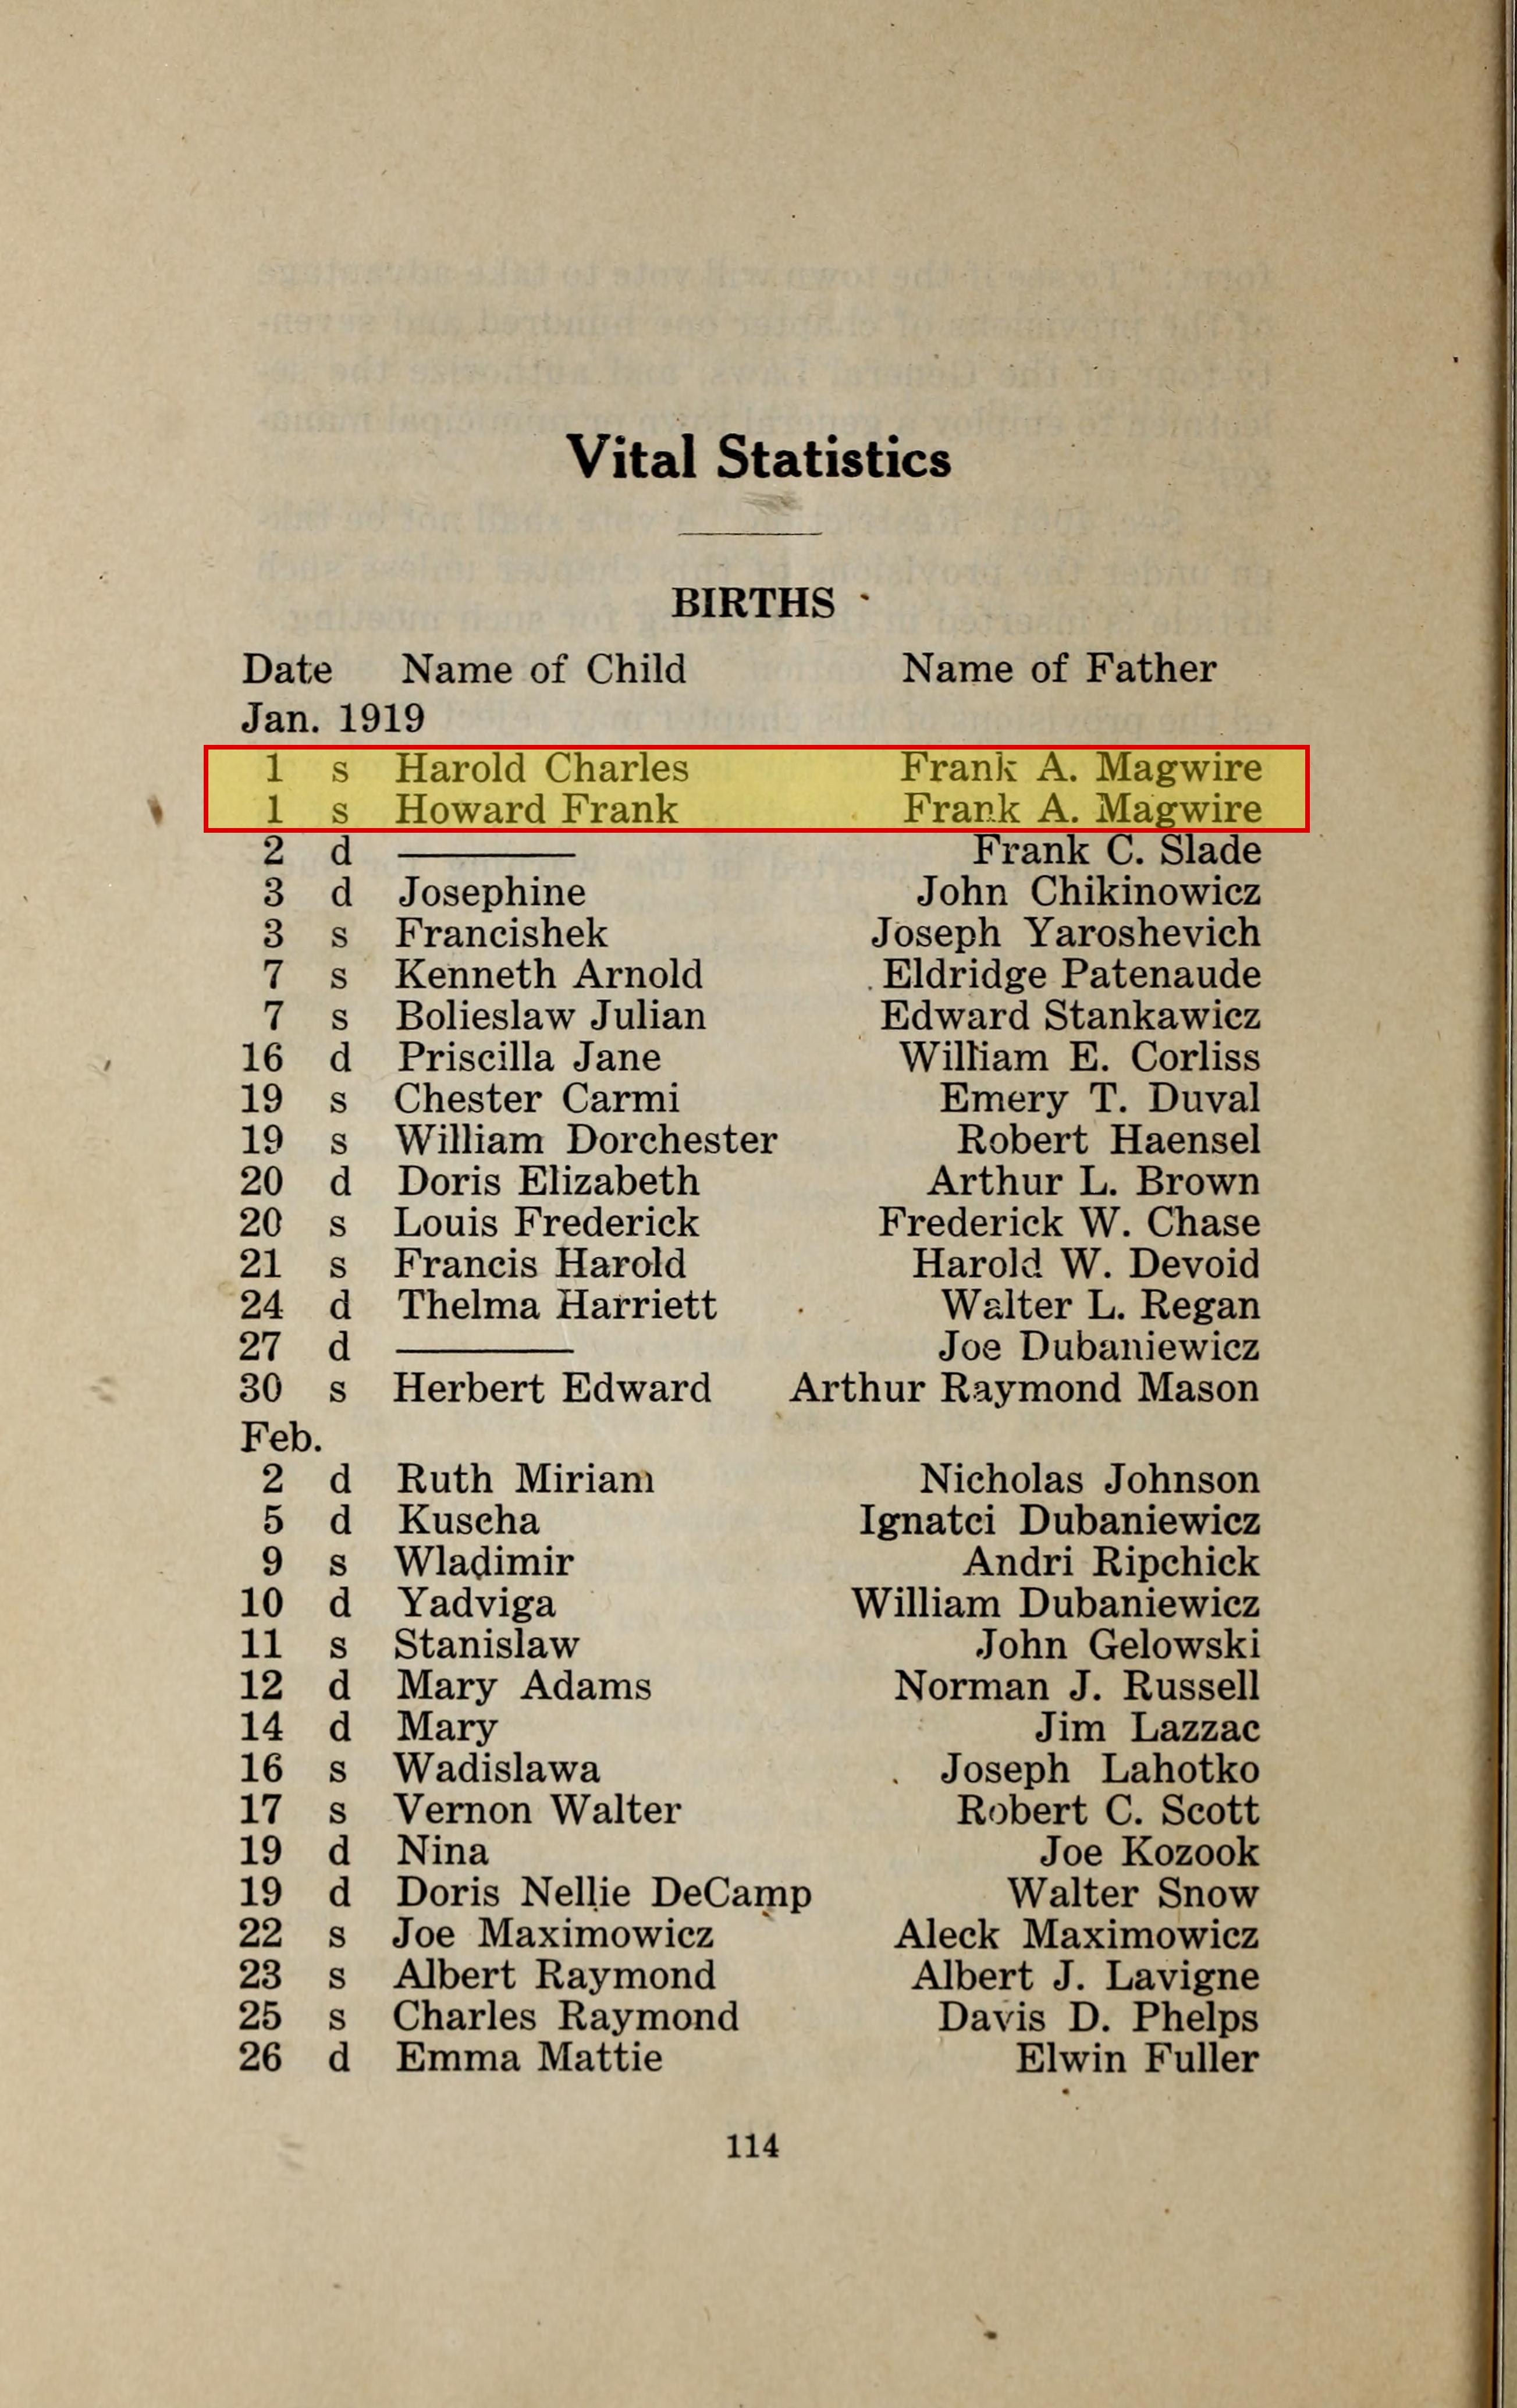 Vital Statistics
BIRTHS
Date Name of Child Name of Father
Jan. 1919
1 s Harold Charles Frank A. Magwire
1 s Howard Frank Frank A. Magwire
2 d ——— Frank C. Slade
3 d Josephine John Chikinowicz
3 s Francishek Joseph Yaroshevich
7 s Kenneth Arnold Eldridge Patenaude
7 s Bolieslaw Julian Edward Stankawicz
16 d Priscilla Jane William E. Corliss
19 s Chester Carmi Emery T. Duval
19 s William Dorchester Robert Haensel
20 d Doris Elizabeth Arthur L. Brown
20 s Louis Frederick Frederick W. Chase
21 s Francis Harold Harold W. Devoid
24 d Thelma Harriett Walter L. Regan
27 d ——— Joe Dubaniewicz
30 s Herbert Edward Arthur Raymond Mason
Feb.
2 d Ruth Miriam Nicholas Johnson
5 d Kuscha Ignatci Dubaniewicz
9 s Wladimir Andri Ripchick
10 d Yadviga William Dubaniewicz
11 s Stanislaw John Gelowski
12 d Mary Adams Norman J. Russell
14 d Mary Jim Lazzac
16 s Wadislawa Joseph Lahotko
17 s Vernon Walter Robert C. Scott
19 d Nina Joe Kozook
19 d Doris Nellie DeCamp Walter Snow
22 s Joe Maximowicz Aleck Maximowicz
23 s Albert Raymond Albert J. Lavigne
25 s Charles Raymond Davis D. Phelps
26 d Emma Mattie Elwin Fuller
114